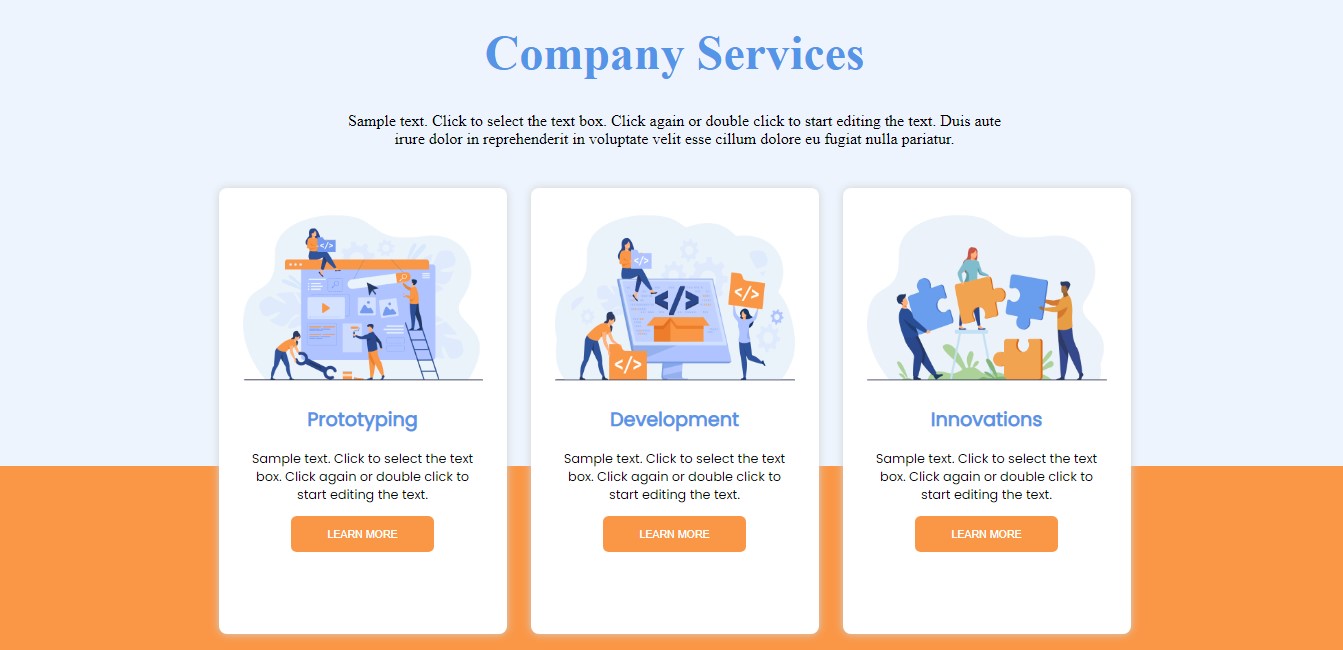 Company Services
Sample text. Click to select the text box. Click again or double click to start editing the text. Duis aute
irure dolor in reprehenderit in voluptate velit esse cillum dolore eu fugiat nulla pariatur.
</>
Prototyping
Sample text. Click to select the text
box. Click again or double click to
start editing the text.
LEARN MORE
</>
</>
</>
</>
Development
Sample text. Click to select the text
box. Click again or double click to
start editing the text.
LEARN MORE
Innovations
Sample text. Click to select the text
box. Click again or double click to
start editing the text.
LEARN MORE